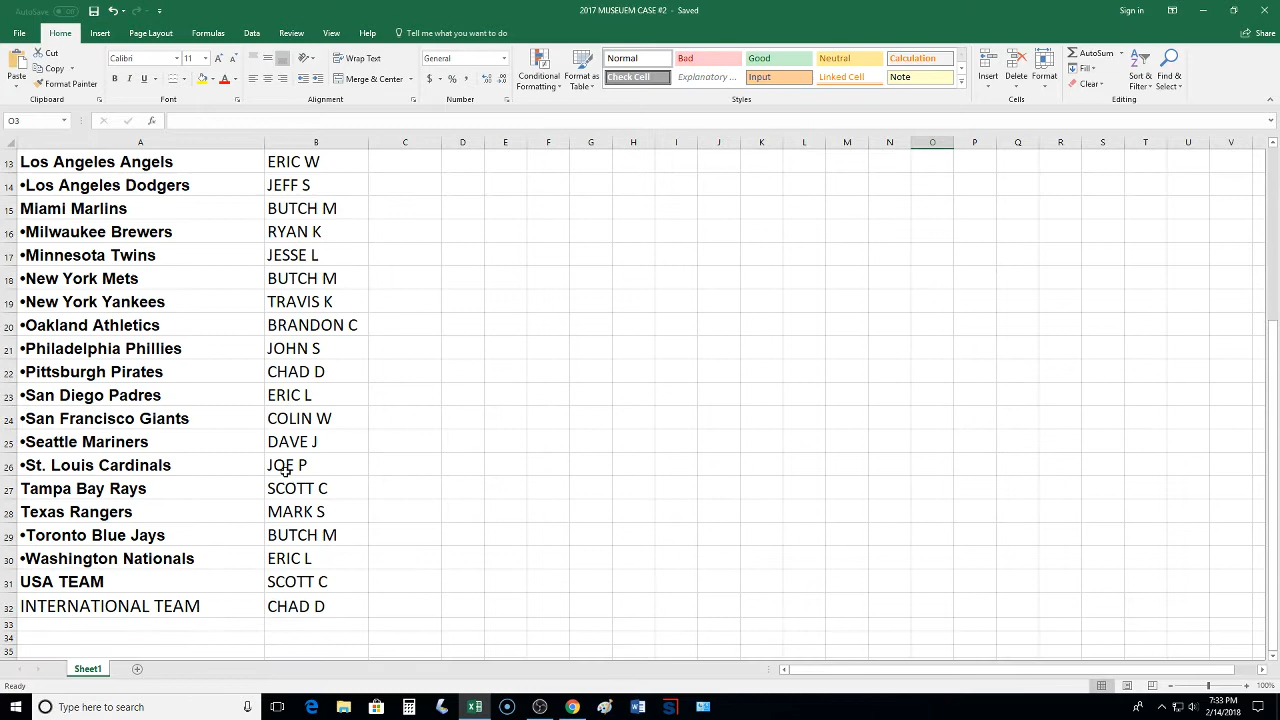 AutoSave Off 2017 MUSEUEM CASE #2 - Saved Sign in
File Home Insert Page Layout Formulas Data Review View Help Tell me what you want to do Share
Paste Cut Copy Format Painter Clipboard
Calibri 11 B I U Font
Wrap Text Merge & Center Alignment
General $ % , Number
Conditional Formatting Format as Table
Normal Bad Good Neutral Calculation
Check Cell Explanatory ... Input Linked Cell Note
Styles
Insert Delete Format Cells
AutoSum Fill Clear Sort & Filter Find & Select Editing
O3 fx
A B C D E F G H I J K L M N O P Q R S T U V
13 Los Angeles Angels ERIC W
14 •Los Angeles Dodgers JEFF S
15 Miami Marlins BUTCH M
16 •Milwaukee Brewers RYAN K
17 •Minnesota Twins JESSE L
18 •New York Mets BUTCH M
19 •New York Yankees TRAVIS K
20 •Oakland Athletics BRANDON C
21 •Philadelphia Phillies JOHN S
22 •Pittsburgh Pirates CHAD D
23 •San Diego Padres ERIC L
24 •San Francisco Giants COLIN W
25 •Seattle Mariners DAVE J
26 •St. Louis Cardinals JOE P
27 Tampa Bay Rays SCOTT C
28 Texas Rangers MARK S
29 •Toronto Blue Jays BUTCH M
30 •Washington Nationals ERIC L
31 USA TEAM SCOTT C
32 INTERNATIONAL TEAM CHAD D
33
34
35
Sheet1
Ready 100%
Type here to search 7:33 PM
2/14/2018